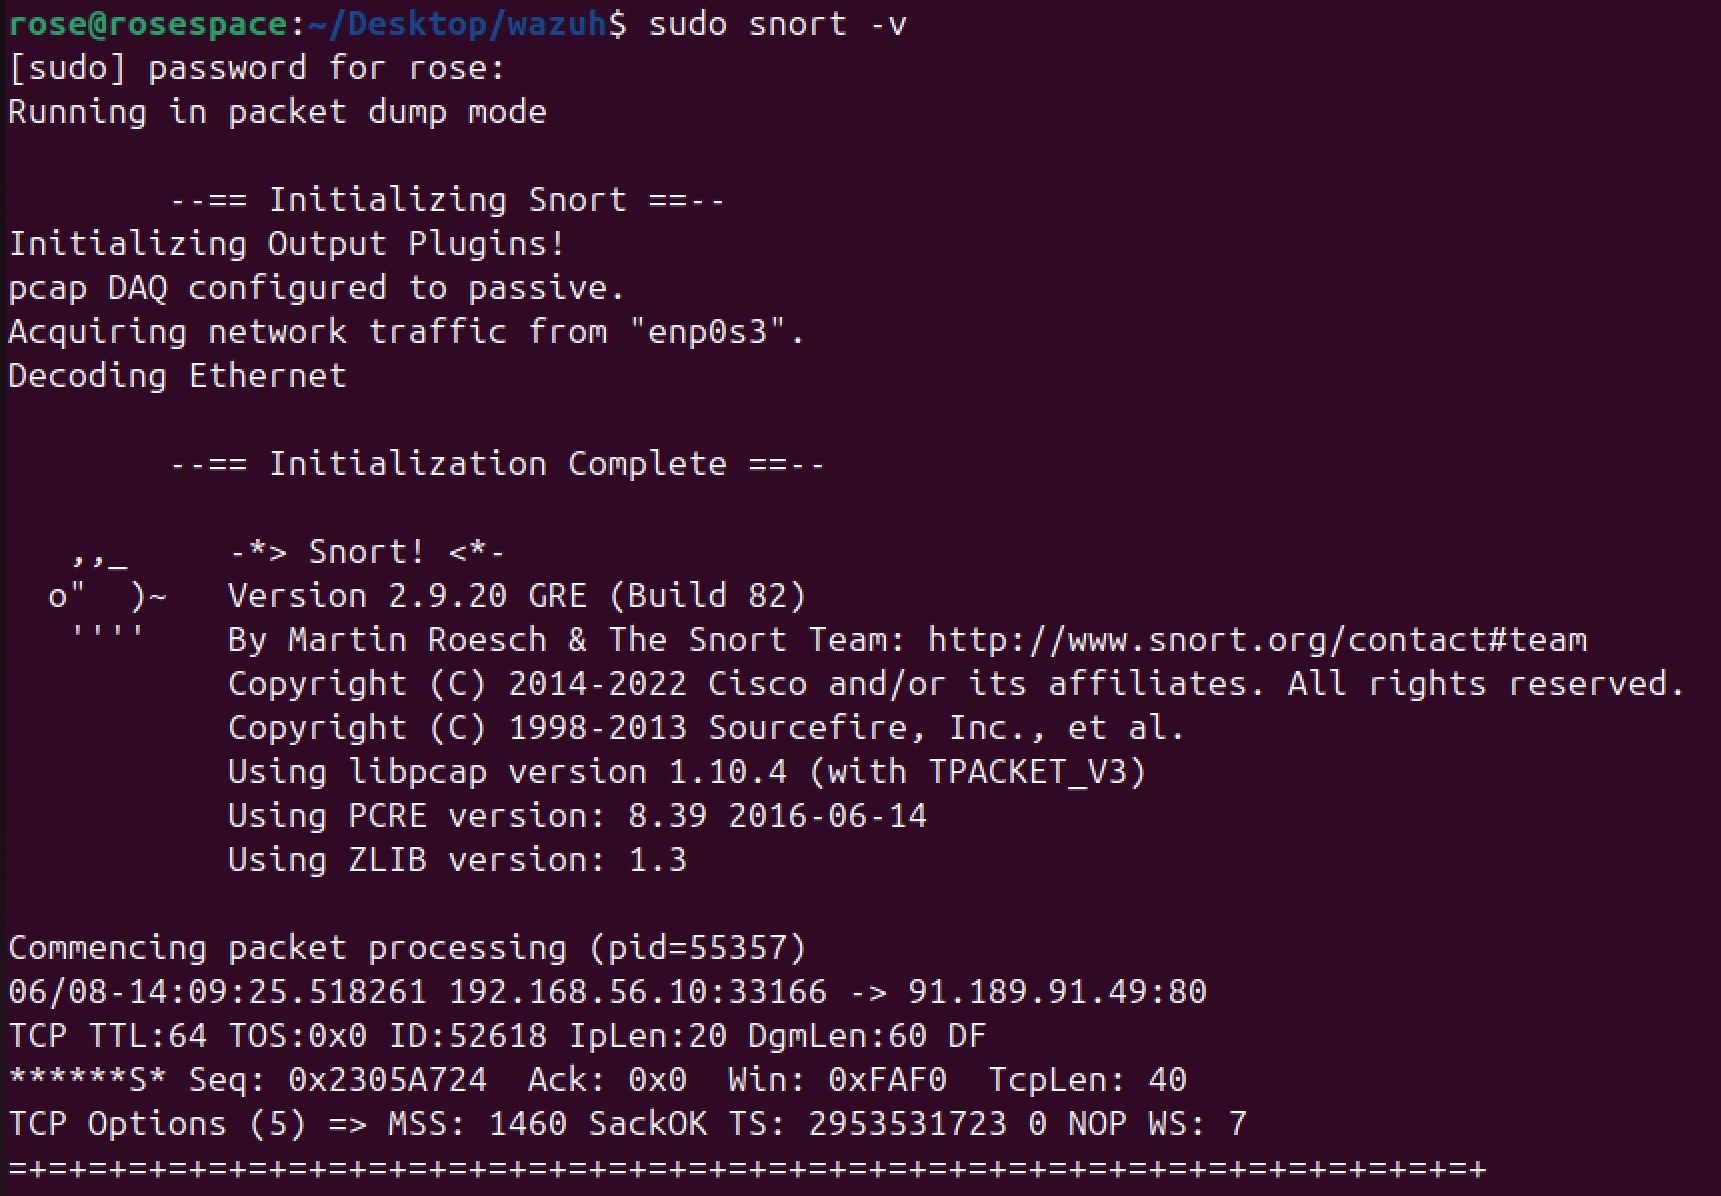 rose@rosespace:~/Desktop/wazuh$ sudo snort -v
[sudo] password for rose:
Running in packet dump mode

        --== Initializing Snort ==--
Initializing Output Plugins!
pcap DAQ configured to passive.
Acquiring network traffic from "enp0s3".
Decoding Ethernet

        --== Initialization Complete ==--

   ,,_     -*> Snort! <*-
  o"  )~   Version 2.9.20 GRE (Build 82)
   ''''    By Martin Roesch & The Snort Team: http://www.snort.org/contact#team
           Copyright (C) 2014-2022 Cisco and/or its affiliates. All rights reserved.
           Copyright (C) 1998-2013 Sourcefire, Inc., et al.
           Using libpcap version 1.10.4 (with TPACKET_V3)
           Using PCRE version: 8.39 2016-06-14
           Using ZLIB version: 1.3

Commencing packet processing (pid=55357)
06/08-14:09:25.518261 192.168.56.10:33166 -> 91.189.91.49:80
TCP TTL:64 TOS:0x0 ID:52618 IpLen:20 DgmLen:60 DF
******S* Seq: 0x2305A724  Ack: 0x0  Win: 0xFAF0  TcpLen: 40
TCP Options (5) => MSS: 1460 SackOK TS: 2953531723 0 NOP WS: 7
=+=+=+=+=+=+=+=+=+=+=+=+=+=+=+=+=+=+=+=+=+=+=+=+=+=+=+=+=+=+=+=+=+=+=+=+=+